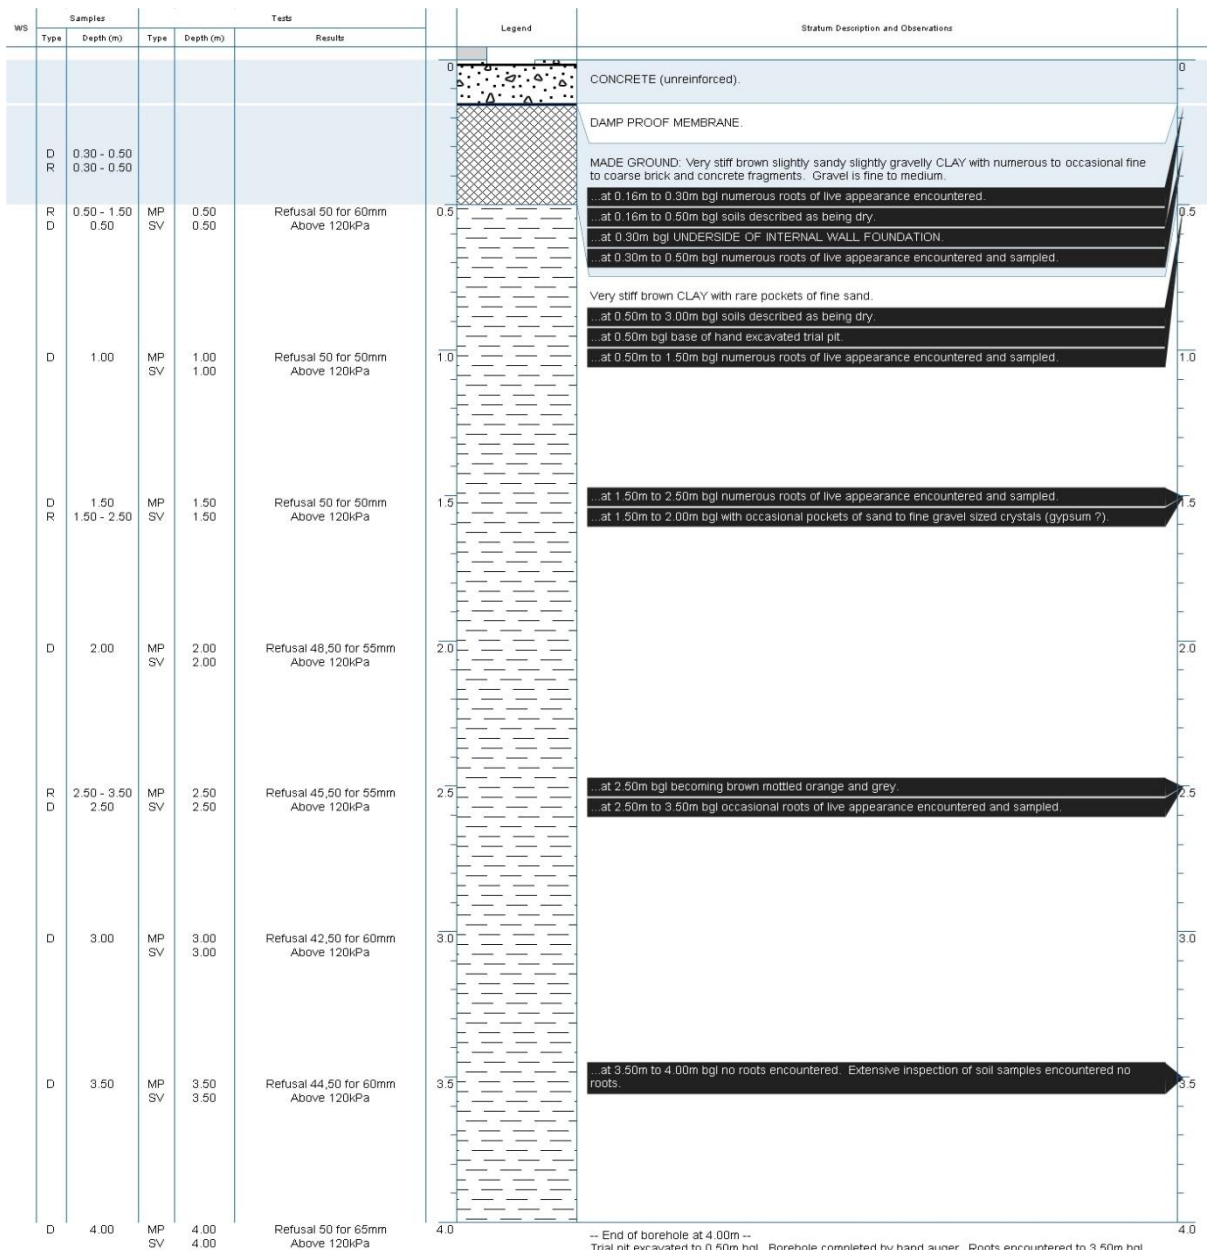 Samples Tests
WS Legend Stratum Description and Observations
Type Depth (m) Type Depth (m) Results
0 0
CONCRETE (unreinforced).
DAMP PROOF MEMBRANE.
D 0.30 - 0.50
R 0.30 - 0.50
MADE GROUND: Very stiff brown slightly sandy slightly gravelly CLAY with numerous to occasional fine
to coarse brick and concrete fragments. Gravel is fine to medium.
...at 0.16m to 0.30m bgl numerous roots of live appearance encountered.
R 0.50 - 1.50 MP 0.50 Refusal 50 for 60mm 0.5 0.5
D 0.50 SV 0.50 Above 120kPa
...at 0.16m to 0.50m bgl soils described as being dry.
...at 0.30m bgl UNDERSIDE OF INTERNAL WALL FOUNDATION.
...at 0.30m to 0.50m bgl numerous roots of live appearance encountered and sampled.
Very stiff brown CLAY with rare pockets of fine sand.
...at 0.50m to 3.00m bgl soils described as being dry.
...at 0.50m bgl base of hand excavated trial pit.
D 1.00 MP 1.00 Refusal 50 for 50mm 1.0 1.0
SV 1.00 Above 120kPa
...at 0.50m to 1.50m bgl numerous roots of live appearance encountered and sampled.
D 1.50 MP 1.50 Refusal 50 for 50mm 1.5 ...at 1.50m to 2.50m bgl numerous roots of live appearance encountered and sampled. 1.5
R 1.50 - 2.50 SV 1.50 Above 120kPa ...at 1.50m to 2.00m bgl with occasional pockets of sand to fine gravel sized crystals (gypsum ?).
D 2.00 MP 2.00 Refusal 48,50 for 55mm 2.0 2.0
SV 2.00 Above 120kPa
R 2.50 - 3.50 MP 2.50 Refusal 45,50 for 55mm 2.5 ...at 2.50m bgl becoming brown mottled orange and grey. 2.5
D 2.50 SV 2.50 Above 120kPa ...at 2.50m to 3.50m bgl occasional roots of live appearance encountered and sampled.
D 3.00 MP 3.00 Refusal 42,50 for 60mm 3.0 3.0
SV 3.00 Above 120kPa
...at 3.50m to 4.00m bgl no roots encountered. Extensive inspection of soil samples encountered no
roots.
D 3.50 MP 3.50 Refusal 44,50 for 60mm 3.5 3.5
SV 3.50 Above 120kPa
D 4.00 MP 4.00 Refusal 50 for 65mm 4.0 4.0
SV 4.00 Above 120kPa
-- End of borehole at 4.00m --
Trial pit excavated to 0.50m bgl. Borehole completed by hand auger. Roots encountered to 3.50m bgl.